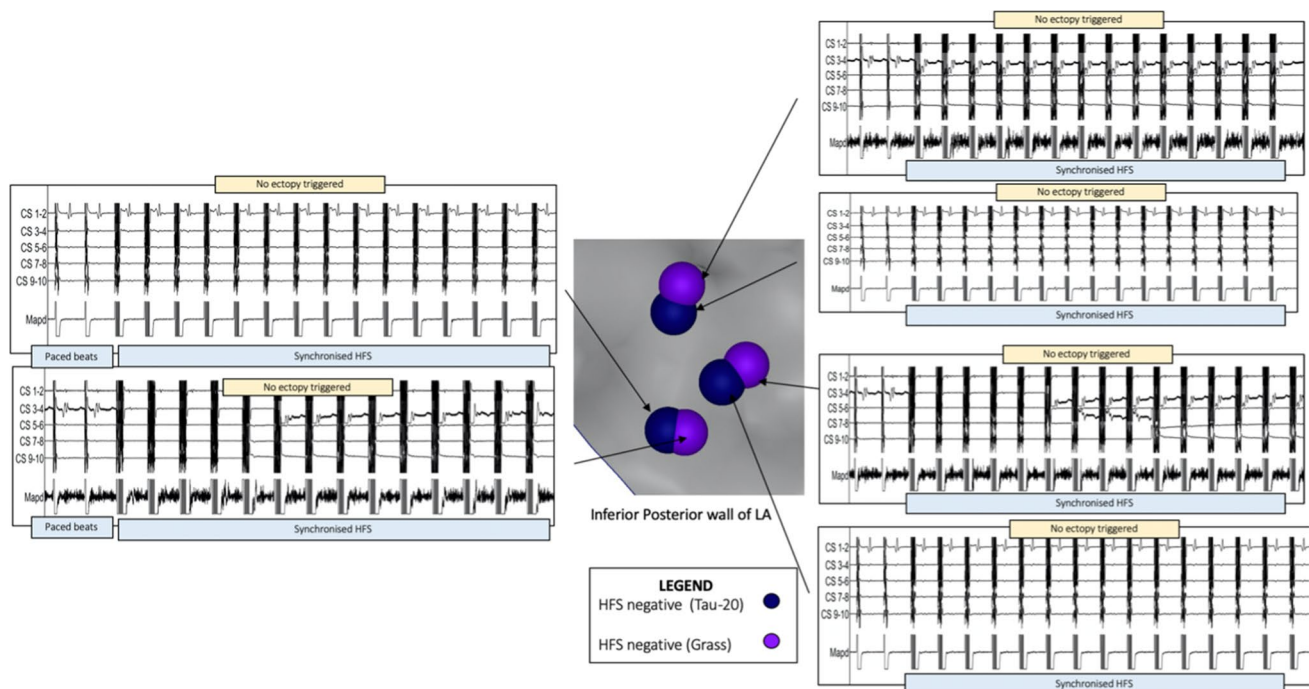 No ectopy triggered
CS 1-2
CS 3-4
CS 5-6
CS 7-8
CS 9-10
Mapd
Paced beats
Synchronised HFS
No ectopy triggered
CS 1-2
CS 3-4
CS 5-6
CS 7-8
CS 9-10
Mapd
Paced beats
Synchronised HFS
Inferior Posterior wall of LA
LEGEND
HFS negative (Tau-20)
HFS negative (Grass)
No ectopy triggered
CS 1-2
CS 3-4
CS 5-6
CS 7-8
CS 9-10
Mapd
Synchronised HFS
No ectopy triggered
CS 1-2
CS 3-4
CS 5-6
CS 7-8
CS 9-10
Mapd
Synchronised HFS
No ectopy triggered
CS 1-2
CS 3-4
CS 5-6
CS 7-8
CS 9-10
Mapd
Synchronised HFS
No ectopy triggered
CS 1-2
CS 3-4
CS 5-6
CS 7-8
CS 9-10
Mapd
Synchronised HFS